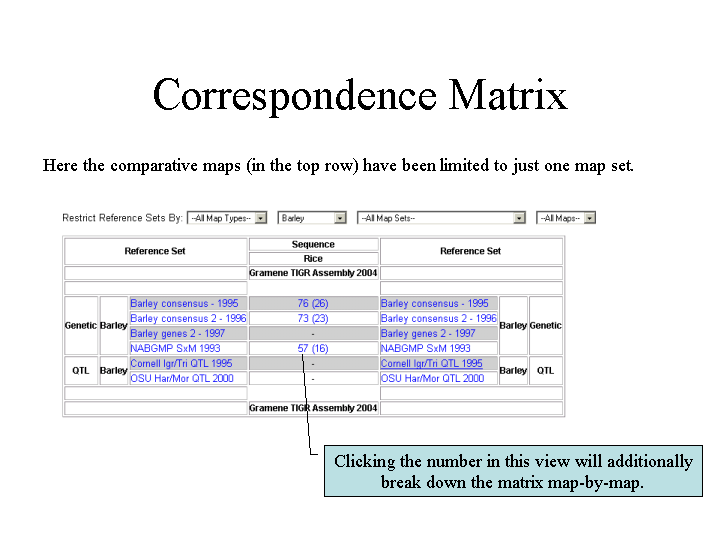 Correspondence Matrix
Here the comparative maps (in the top row) have been limited to just one map set.
Restrict Reference Sets By: --All Map Types-- Barley --All Map Sets-- --All Maps--
Reference Set Sequence Reference Set
Rice
Gramene TIGR Assembly 2004
Genetic Barley Barley consensus - 1995 76 (26) Barley consensus - 1995 Barley Genetic
Barley consensus 2 - 1996 73 (23) Barley consensus 2 - 1996
Barley genes 2 - 1997 - Barley genes 2 - 1997
NABGMP SxM 1993 57 (16) NABGMP SxM 1993
QTL Barley Cornell Igr/Tri QTL 1995 - Cornell Igr/Tri QTL 1995 Barley QTL
OSU Har/Mor QTL 2000 - OSU Har/Mor QTL 2000
Gramene TIGR Assembly 2004
Clicking the number in this view will additionally
break down the matrix map-by-map.